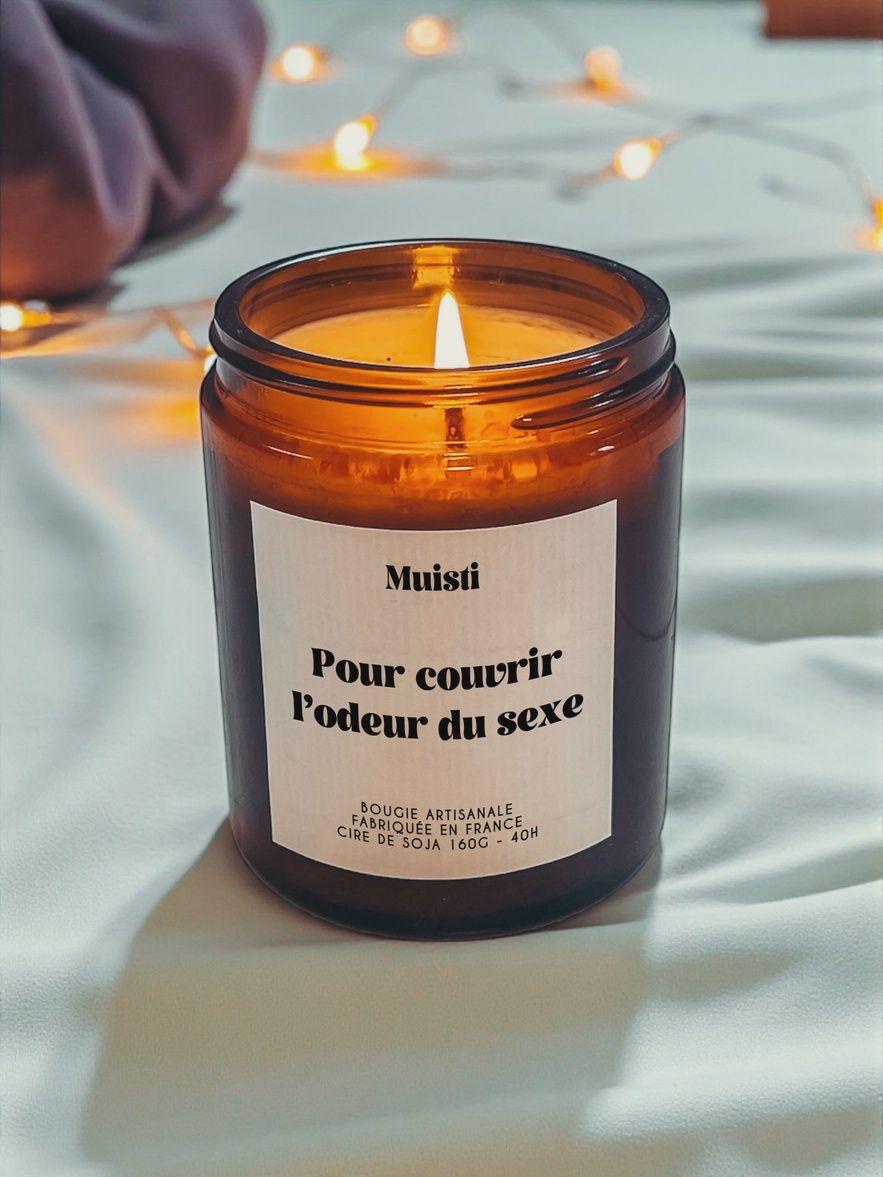 Muisti
Pour couvrir
l'odeur du sexe
BOUGIE ARTISANALE
FABRIQUÉE EN FRANCE
CIRE DE SOJA 160G - 40H